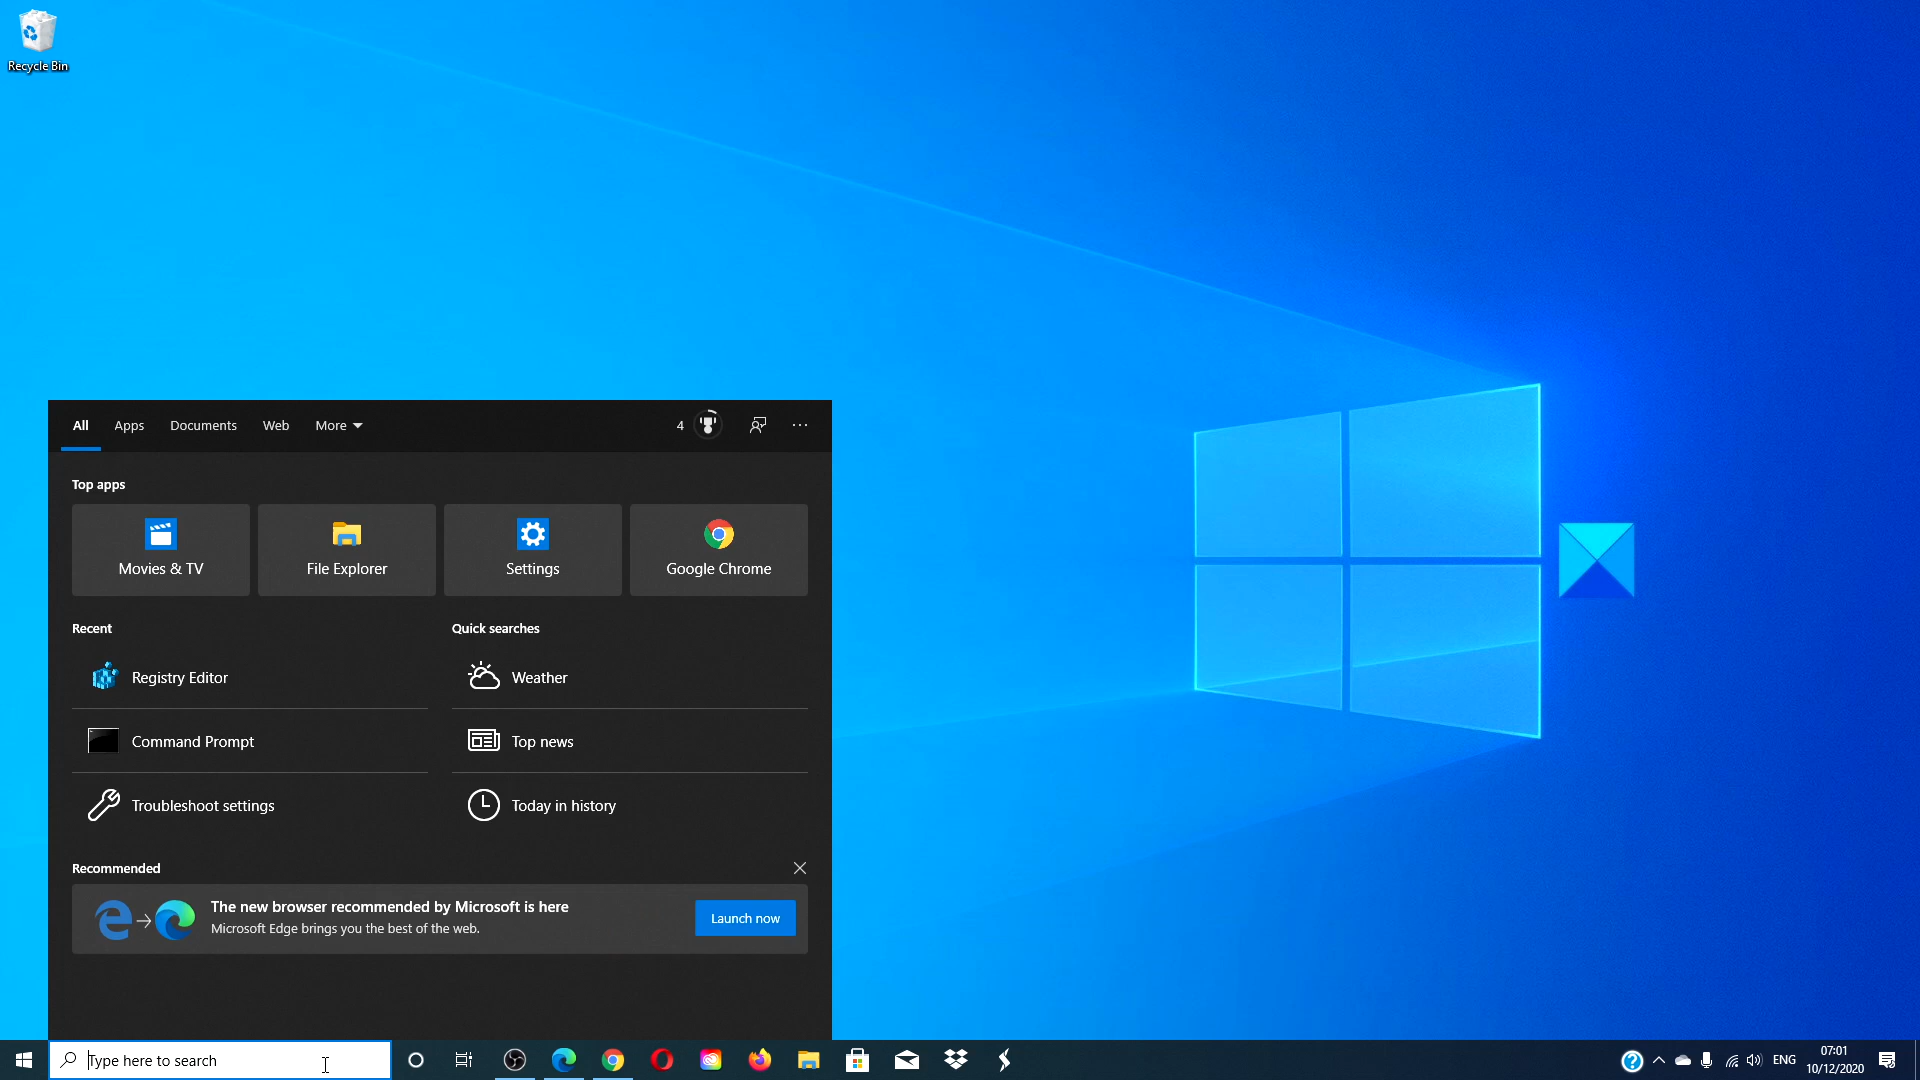 Recycle Bin
All Apps Documents Web More 4 ...
Top apps
Movies & TV File Explorer Settings Google Chrome
Recent Quick searches
Registry Editor Weather
Command Prompt Top news
Troubleshoot settings Today in history
Recommended
The new browser recommended by Microsoft is here
Microsoft Edge brings you the best of the web.
Launch now
Type here to search
ENG
07:01
10/12/2020